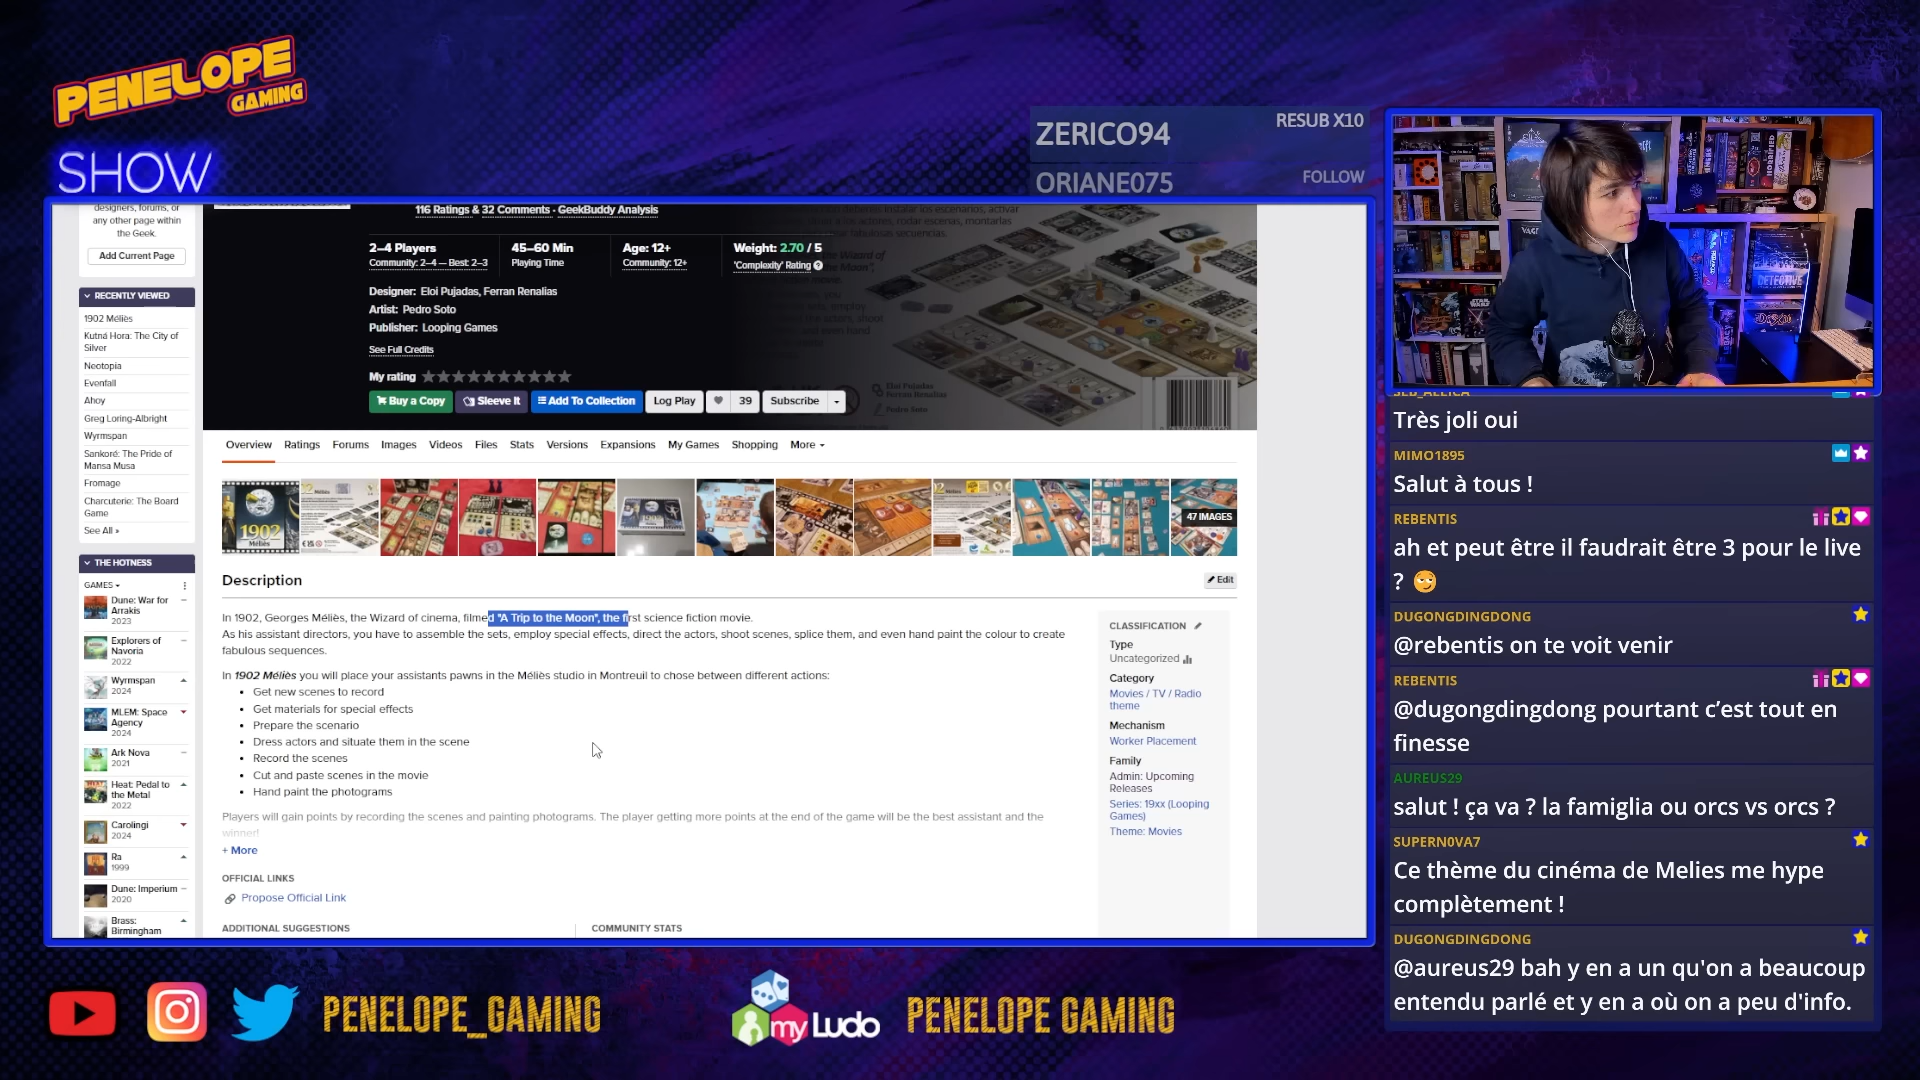 PENELOPE
GAMING
SHOW
ZERICO94
RESUB X10
ORIANE075
FOLLOW
designers, forums, or
any other page within
the Geek.
Add Current Page
RECENTLY VIEWED
1902 Méliès
Kutná Hora: The City of
Silver
Neotopia
Evenfall
Ahoy
Greg Loring-Albright
Wyrmspan
Sankoré: The Pride of
Mansa Musa
Fromage
Charcuterie: The Board
Game
See All »
THE HOTNESS
GAMES
Dune: War for
Arrakis
2023
Explorers of
Navoria
2022
Wyrmspan
2024
MLEM: Space
Agency
2024
Ark Nova
2021
Heat: Pedal to
the Metal
2022
Carolingi
2024
Ra
1999
Dune: Imperium
2020
Brass:
Birmingham
116 Ratings & 32 Comments · GeekBuddy Analysis
2–4 Players
Community: 2–4 — Best: 2–3
45–60 Min
Playing Time
Age: 12+
Community: 12+
Weight: 2.70 / 5
'Complexity' Rating
Designer: Eloi Pujadas, Ferran Renalias
Artist: Pedro Soto
Publisher: Looping Games
See Full Credits
My rating
Buy a Copy
Sleeve It
Add To Collection
Log Play
39
Subscribe
Eloi Pujadas
Ferran Renalias
Pedro Soto
Overview Ratings Forums Images Videos Files Stats Versions Expansions My Games Shopping More
1902
Méliès
47 IMAGES
Description
Edit
In 1902, Georges Méliès, the Wizard of cinema, filmed "A Trip to the Moon", the first science fiction movie.
As his assistant directors, you have to assemble the sets, employ special effects, direct the actors, shoot scenes, splice them, and even hand paint the colour to create
fabulous sequences.
In 1902 Méliès you will place your assistants pawns in the Méliès studio in Montreuil to chose between different actions:
• Get new scenes to record
• Get materials for special effects
• Prepare the scenario
• Dress actors and situate them in the scene
• Record the scenes
• Cut and paste scenes in the movie
• Hand paint the photograms
Players will gain points by recording the scenes and painting photograms. The player getting more points at the end of the game will be the best assistant and the
winner!
+ More
OFFICIAL LINKS
Propose Official Link
ADDITIONAL SUGGESTIONS
COMMUNITY STATS
CLASSIFICATION
Type
Uncategorized
Category
Movies / TV / Radio
theme
Mechanism
Worker Placement
Family
Admin: Upcoming
Releases
Series: 19xx (Looping
Games)
Theme: Movies
DETECTIVE
Très joli oui
MIMO1895
Salut à tous !
REBENTIS
ah et peut être il faudrait être 3 pour le live
?
DUGONGDINGDONG
@rebentis on te voit venir
REBENTIS
@dugongdingdong pourtant c’est tout en
finesse
AUREUS29
salut ! ça va ? la famiglia ou orcs vs orcs ?
SUPERN0VA7
Ce thème du cinéma de Melies me hype
complètement !
DUGONGDINGDONG
@aureus29 bah y en a un qu'on a beaucoup
entendu parlé et y en a où on a peu d'info.
PENELOPE_GAMING
my Ludo
PENELOPE GAMING